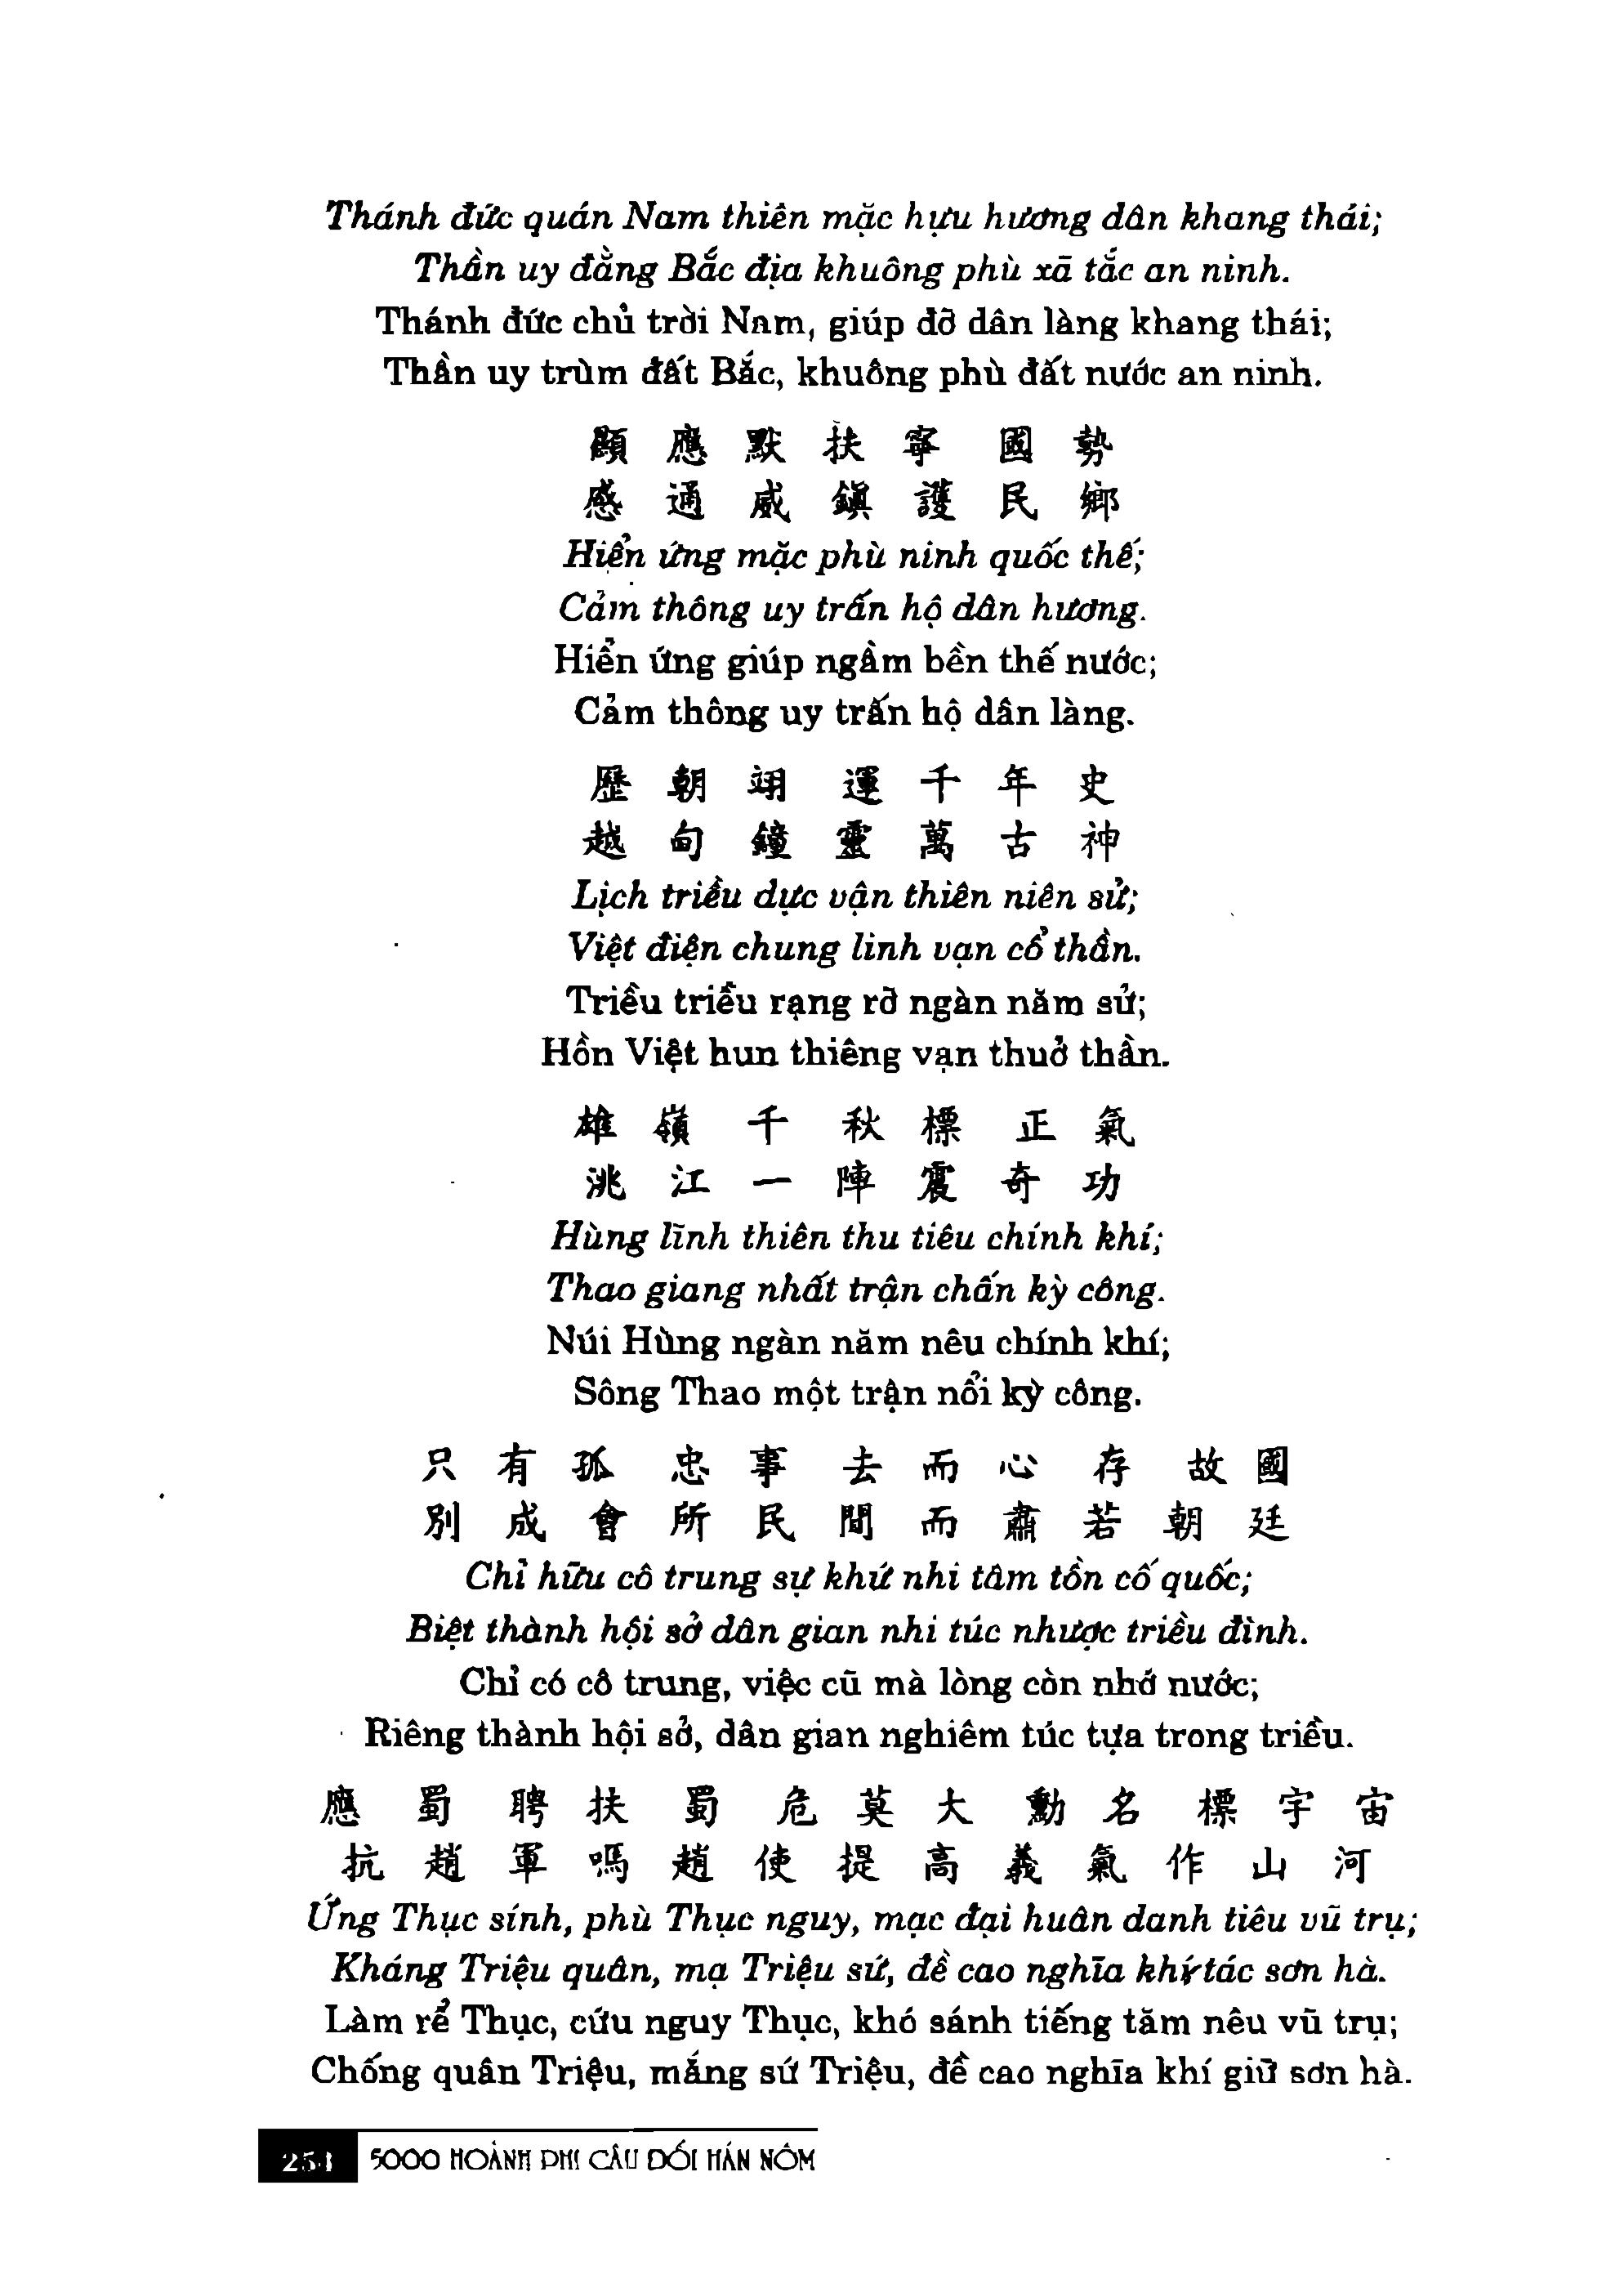 Thánh đức quán Nam thiên mặc hựu hương dân khang thái;
Thần uy đằng Bắc địa khuông phù xã tắc an ninh.
Thánh đức chủ trời Nam, giúp đỡ dân làng khang thái;
Thần uy trùm đất Bắc, khuông phù đất nước an ninh.
顯應默扶寧國勢
感通威鎭護民鄉
Hiển ứng mặc phù ninh quốc thế;
Cảm thông uy trấn hộ dân hương.
Hiển ứng giúp ngầm bền thế nước;
Cảm thông uy trấn hộ dân làng.
歷朝翊運千年史
越甸鐘靈萬古神
Lịch triều dực vận thiên niên sử;
Việt điện chung linh vạn cổ thần.
Triều triều rạng rỡ ngàn năm sử;
Hồn Việt hun thiêng vạn thuở thần.
雄嶺千秋標正氣
洮江一陣震奇功
Hùng lĩnh thiên thu tiêu chính khí;
Thao giang nhất trận chấn kỳ công.
Núi Hùng ngàn năm nêu chính khí;
Sông Thao một trận nổi kỳ công.
只有孤忠事去而心存故國
別成會所民間而肅若朝廷
Chỉ hữu cô trung sự khứ nhi tâm tồn cố quốc;
Biệt thành hội sở dân gian nhi túc nhược triều đình.
Chỉ có cô trung, việc cũ mà lòng còn nhớ nước;
Riêng thành hội sở, dân gian nghiêm túc tựa trong triều.
應蜀聘扶蜀危莫大勳名標宇宙
抗趙軍嗎趙使提高義氣作山河
Ứng Thục sính, phù Thục nguy, mạc đại huân danh tiêu vũ trụ;
Kháng Triệu quân, mạ Triệu sứ, đề cao nghĩa khí tác sơn hà.
Làm rể Thục, cứu nguy Thục, khó sánh tiếng tăm nêu vũ trụ;
Chống quân Triệu, mắng sứ Triệu, đề cao nghĩa khí giữ sơn hà.
5000 HOÀNH PHI CÂU ĐỐI HÁN NÔM